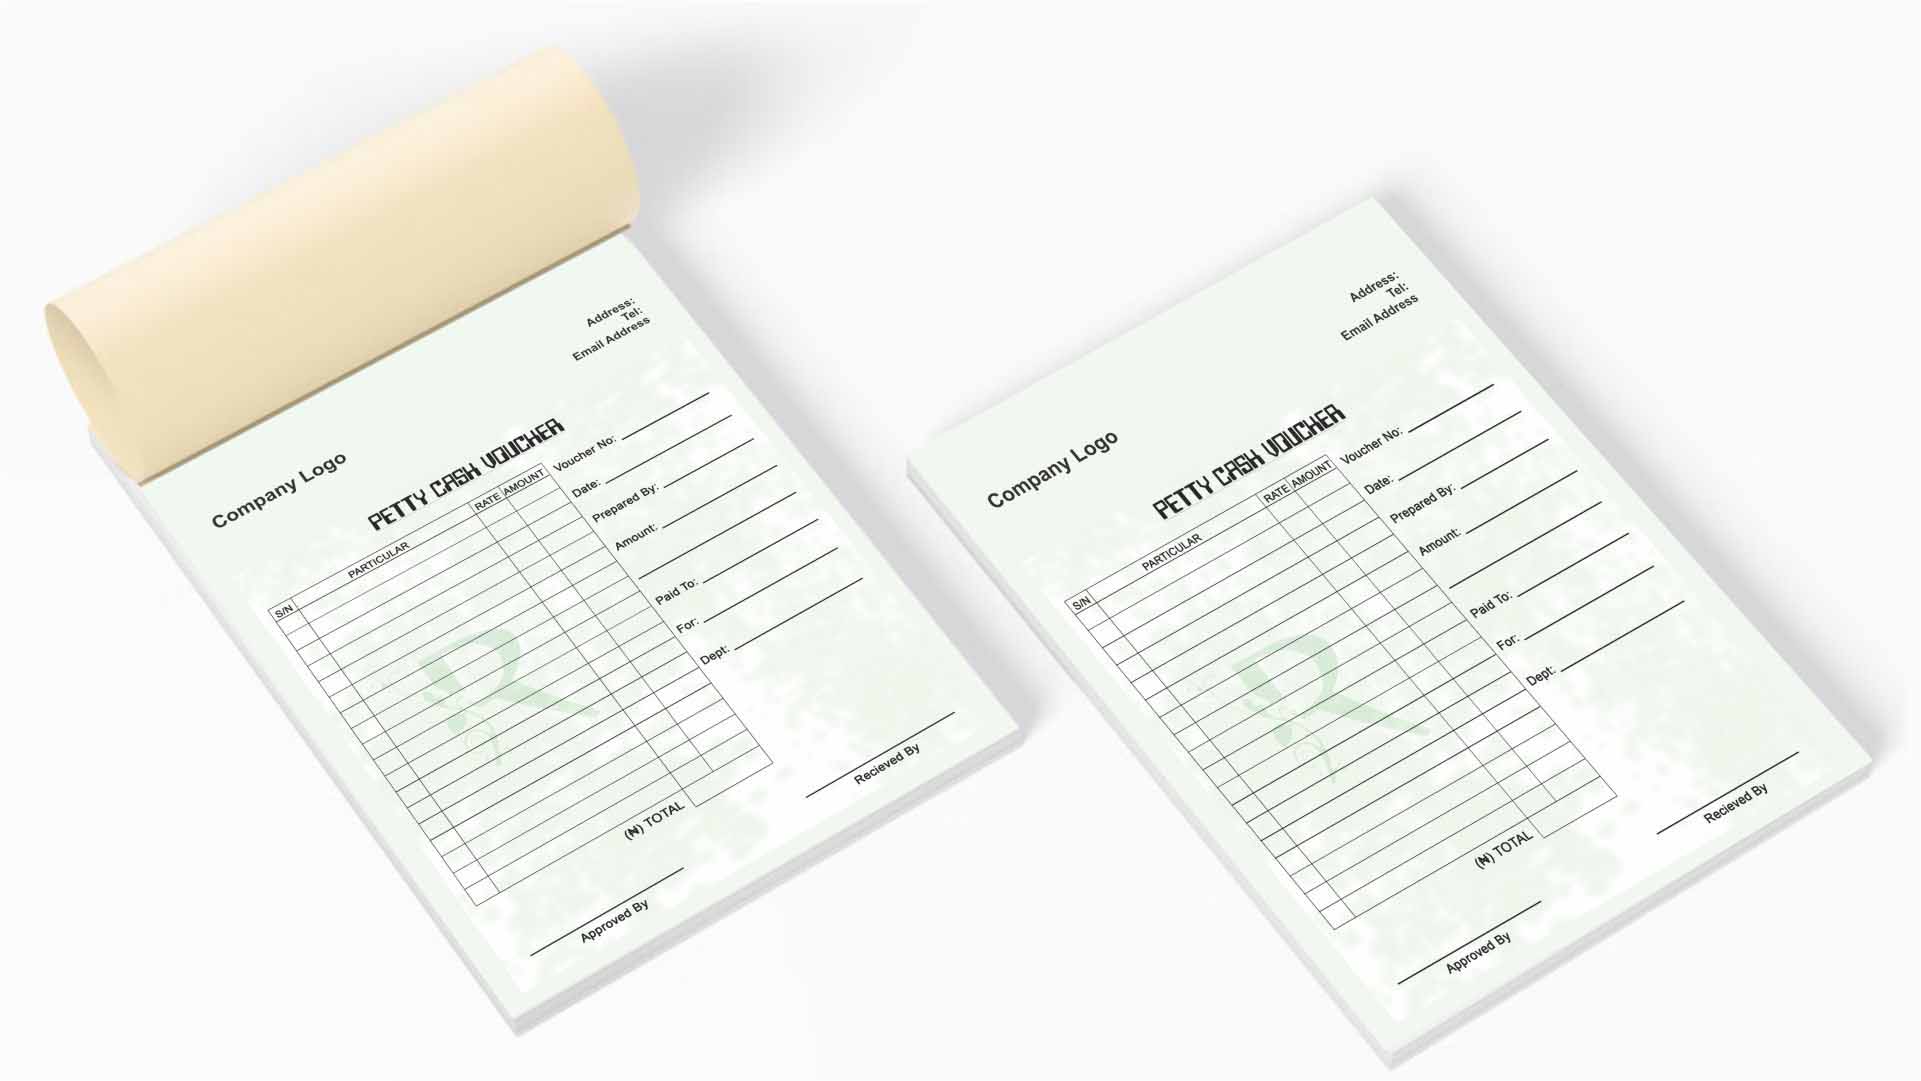 Address:
Tel:
Email Address
Company Logo
PETTY CASH VOUCHER
S/N PARTICULAR RATE AMOUNT
Voucher No:
Date:
Prepared By:
Amount:
Paid To:
For:
Dept:
(₦) TOTAL
Approved By
Recieved By
Address:
Tel:
Email Address
Company Logo
PETTY CASH VOUCHER
S/N PARTICULAR RATE AMOUNT
Voucher No:
Date:
Prepared By:
Amount:
Paid To:
For:
Dept:
(₦) TOTAL
Approved By
Recieved By